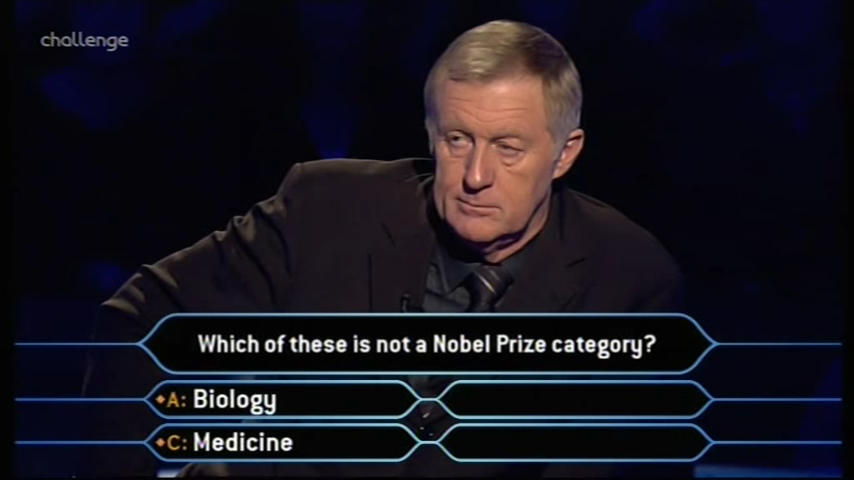 challenge
Which of these is not a Nobel Prize category?
A: Biology
C: Medicine